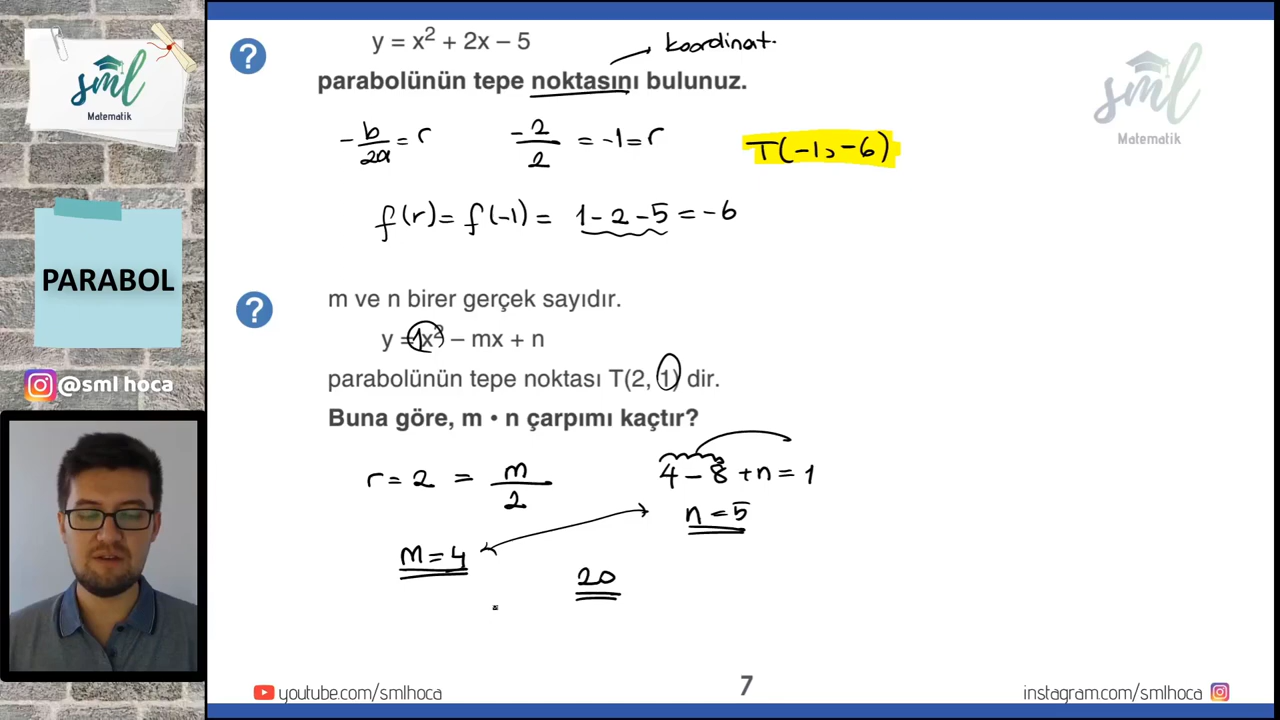 sml
Matematik
PARABOL
@sml hoca
?
y = x² + 2x – 5
koordinat.
parabolünün tepe noktasını bulunuz.
-b/2a = r
-2/2 = -1 = r
T(-1, -6)
f(r) = f(-1) = 1 - 2 - 5 = -6
sml
Matematik
?
m ve n birer gerçek sayıdır.
y = 1x² – mx + n
parabolünün tepe noktası T(2, 1) dir.
Buna göre, m • n çarpımı kaçtır?
r = 2 = m/2
4 - 8 + n = 1
n = 5
m = 4
20
youtube.com/smlhoca
7
instagram.com/smlhoca